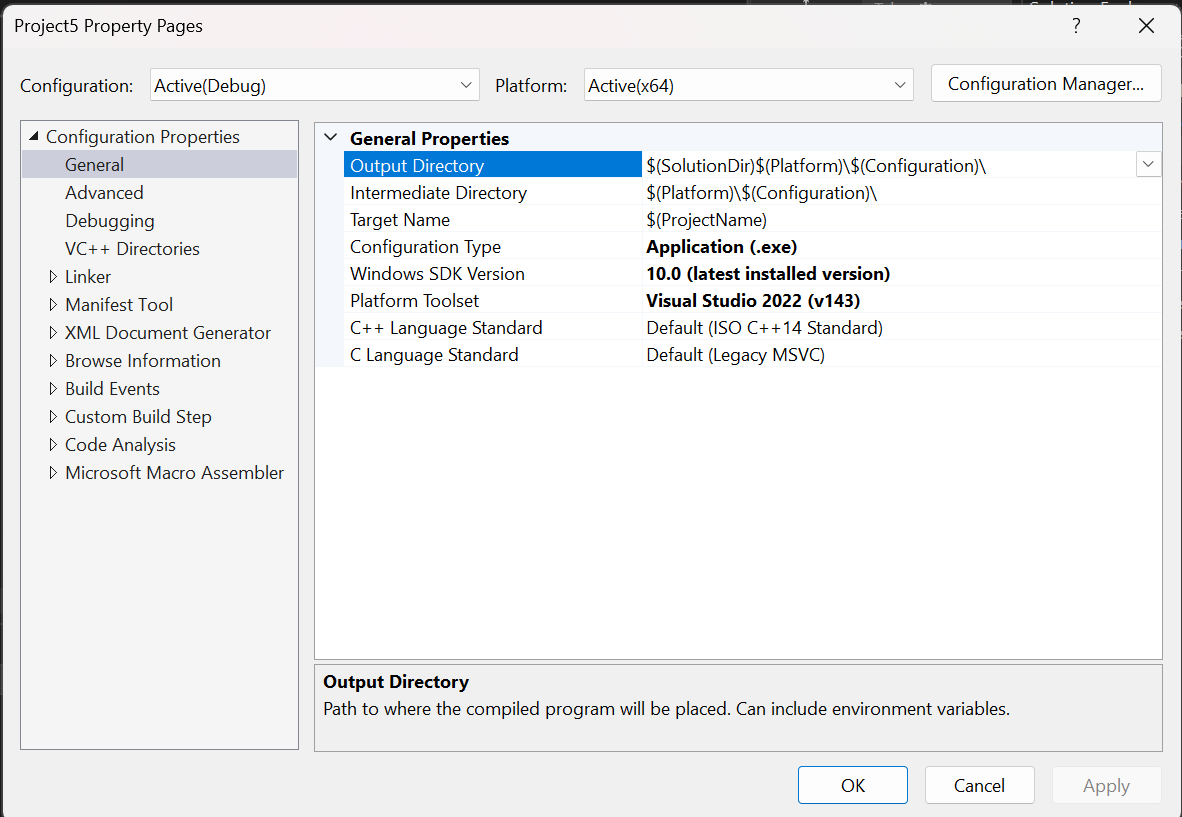 Project5 Property Pages ?
Configuration: Active(Debug) Platform: Active(x64) Configuration Manager...
Configuration Properties
General
Advanced
Debugging
VC++ Directories
Linker
Manifest Tool
XML Document Generator
Browse Information
Build Events
Custom Build Step
Code Analysis
Microsoft Macro Assembler
General Properties
Output Directory $(SolutionDir)$(Platform)\$(Configuration)\
Intermediate Directory $(Platform)\$(Configuration)\
Target Name $(ProjectName)
Configuration Type Application (.exe)
Windows SDK Version 10.0 (latest installed version)
Platform Toolset Visual Studio 2022 (v143)
C++ Language Standard Default (ISO C++14 Standard)
C Language Standard Default (Legacy MSVC)
Output Directory
Path to where the compiled program will be placed. Can include environment variables.
OK Cancel Apply